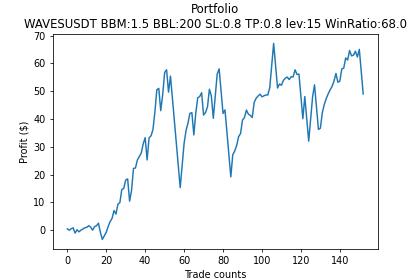 Portfolio
WAVESUSDT BBM:1.5 BBL:200 SL:0.8 TP:0.8 lev:15 WinRatio:68.0
70
60
50
40
30
20
10
0
Profit ($)
0 20 40 60 80 100 120 140
Trade counts